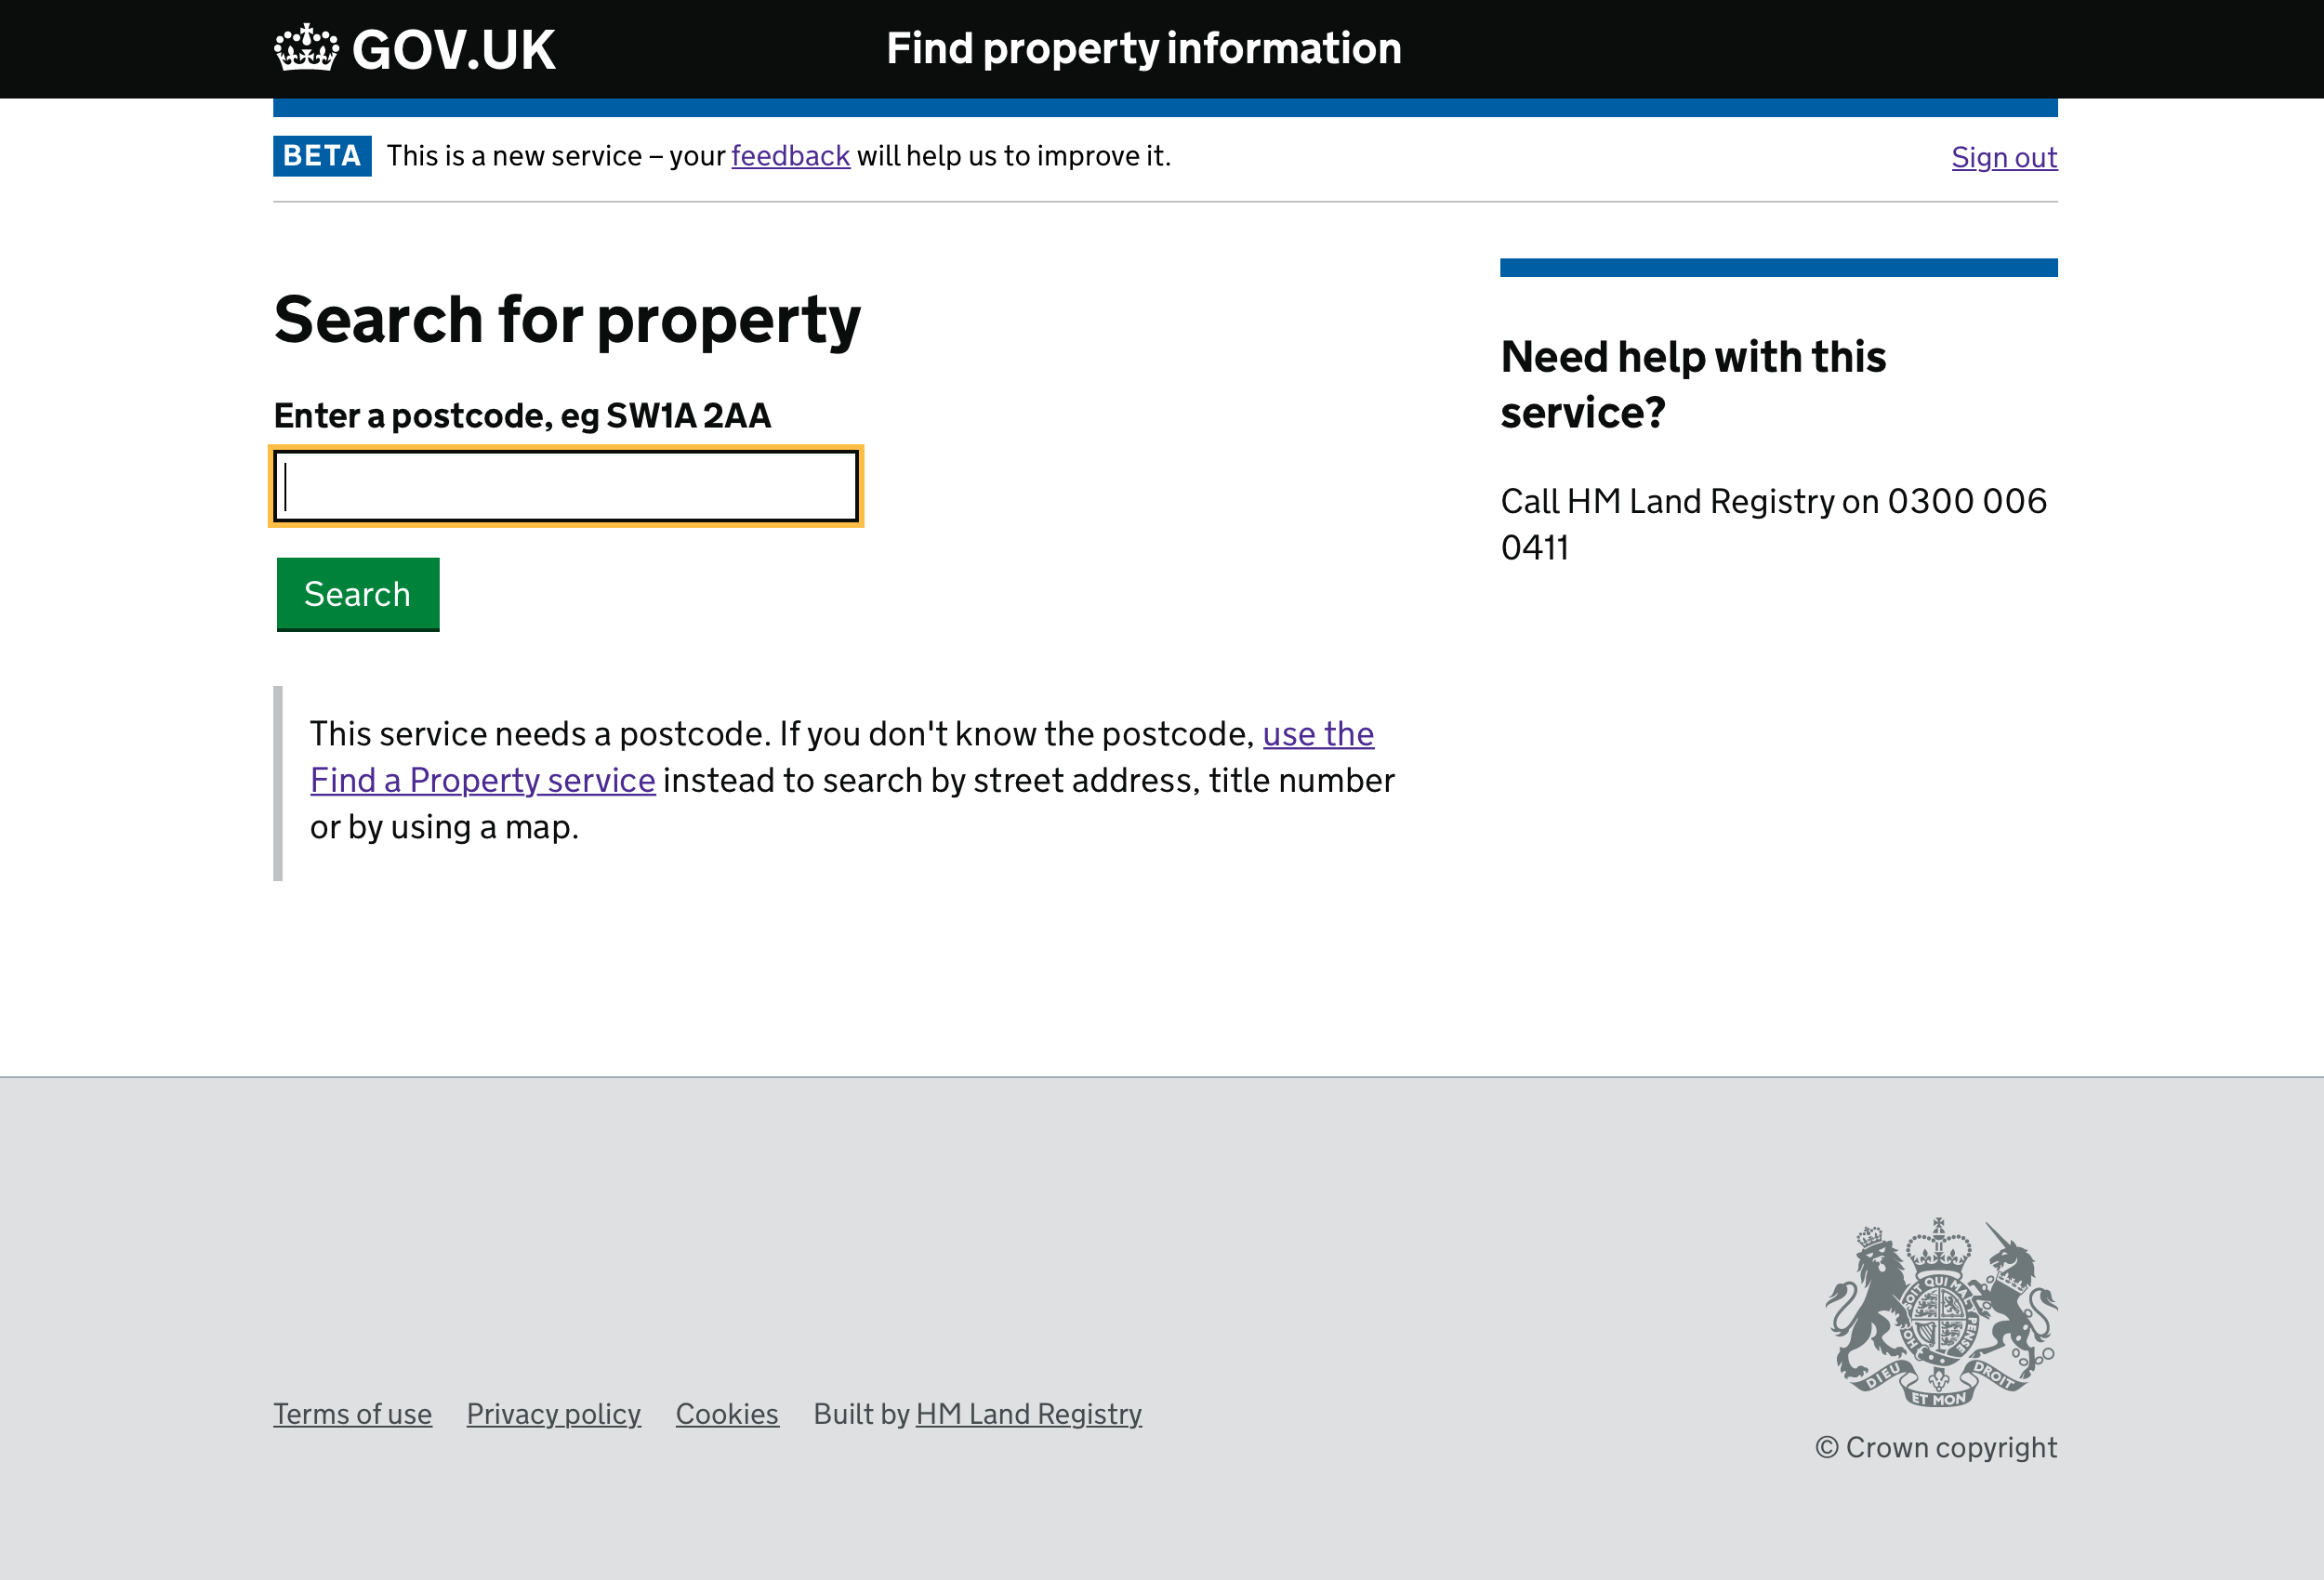 GOV.UK
Find property information
BETA This is a new service – your feedback will help us to improve it.
Sign out
Search for property
Enter a postcode, eg SW1A 2AA
Search
This service needs a postcode. If you don't know the postcode, use the
Find a Property service instead to search by street address, title number
or by using a map.
Need help with this
service?
Call HM Land Registry on 0300 006
0411
Terms of use
Privacy policy
Cookies
Built by HM Land Registry
HONI SOIT QUI MAL Y PENSE
DIEU ET MON DROIT
© Crown copyright